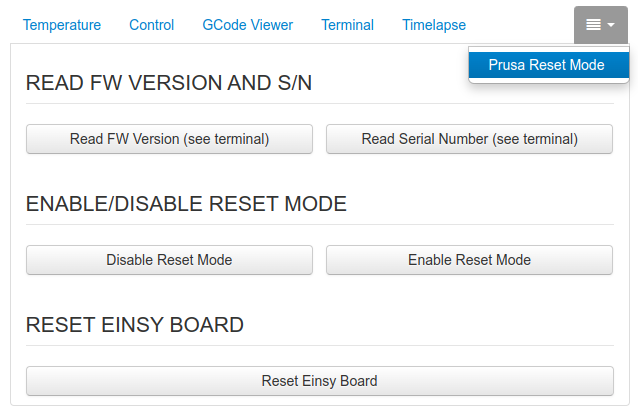 Temperature Control GCode Viewer Terminal Timelapse
Prusa Reset Mode
READ FW VERSION AND S/N
Read FW Version (see terminal) Read Serial Number (see terminal)
ENABLE/DISABLE RESET MODE
Disable Reset Mode Enable Reset Mode
RESET EINSY BOARD
Reset Einsy Board